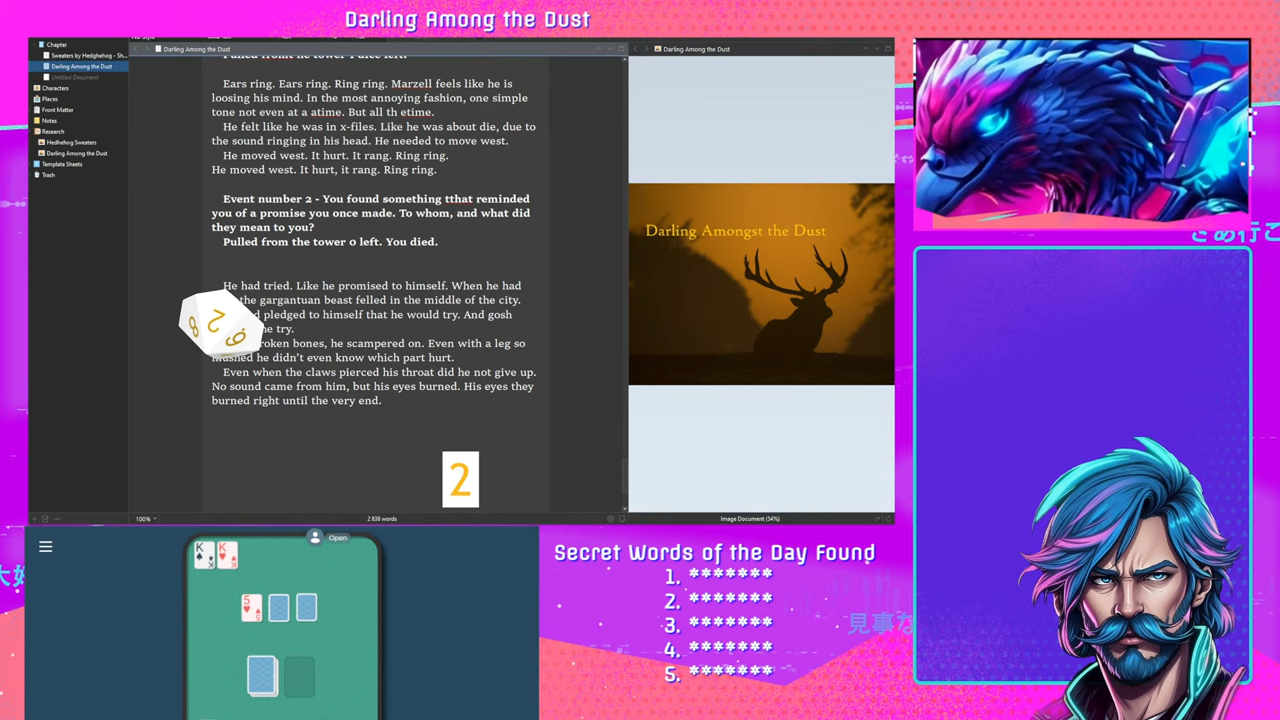 Darling Among the Dust
Chapter
Sweaters by Hedghehog - Sh...
Darling Among the Dust
Untitled Document
Characters
Places
Front Matter
Notes
Research
Hedhehog Sweaters
Darling Among the Dust
Template Sheets
Trash
Darling Among the Dust
Ears ring. Ears ring. Ring ring. Marzell feels like he is
loosing his mind. In the most annoying fashion, one simple
tone not even at a atime. But all th etime.
He felt like he was in x-files. Like he was about die, due to
the sound ringing in his head. He needed to move west.
He moved west. It hurt. It rang. Ring ring.
He moved west. It hurt, it rang. Ring ring.
Event number 2 - You found something tthat reminded
you of a promise you once made. To whom, and what did
they mean to you?
Pulled from the tower 0 left. You died.
He had tried. Like he promised to himself. When he had
the gargantuan beast felled in the middle of the city.
pledged to himself that he would try. And gosh
he try.
roken bones, he scampered on. Even with a leg so
mushed he didn't even know which part hurt.
Even when the claws pierced his throat did he not give up.
No sound came from him, but his eyes burned. His eyes they
burned right until the very end.
8 2 9
2
100%
2 838 words
Darling Among the Dust
Darling Amongst the Dust
Image Document (54%)
Open
K K
5
Secret Words of the Day Found
1. *******
2. *******
3. *******
4. *******
5. *******
見事な